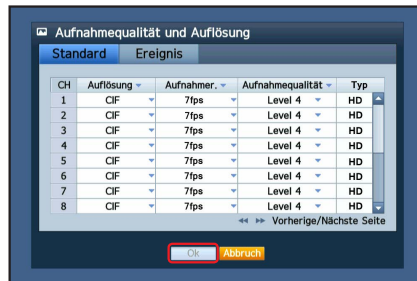 Aufnahmequalität und Auflösung
Standard Ereignis
CH Auflösung Aufnahmer. Aufnahmequalität Typ
1 CIF 7fps Level 4 HD
2 CIF 7fps Level 4 HD
3 CIF 7fps Level 4 HD
4 CIF 7fps Level 4 HD
5 CIF 7fps Level 4 HD
6 CIF 7fps Level 4 HD
7 CIF 7fps Level 4 HD
8 CIF 7fps Level 4 HD
Vorherige/Nächste Seite
Ok Abbruch